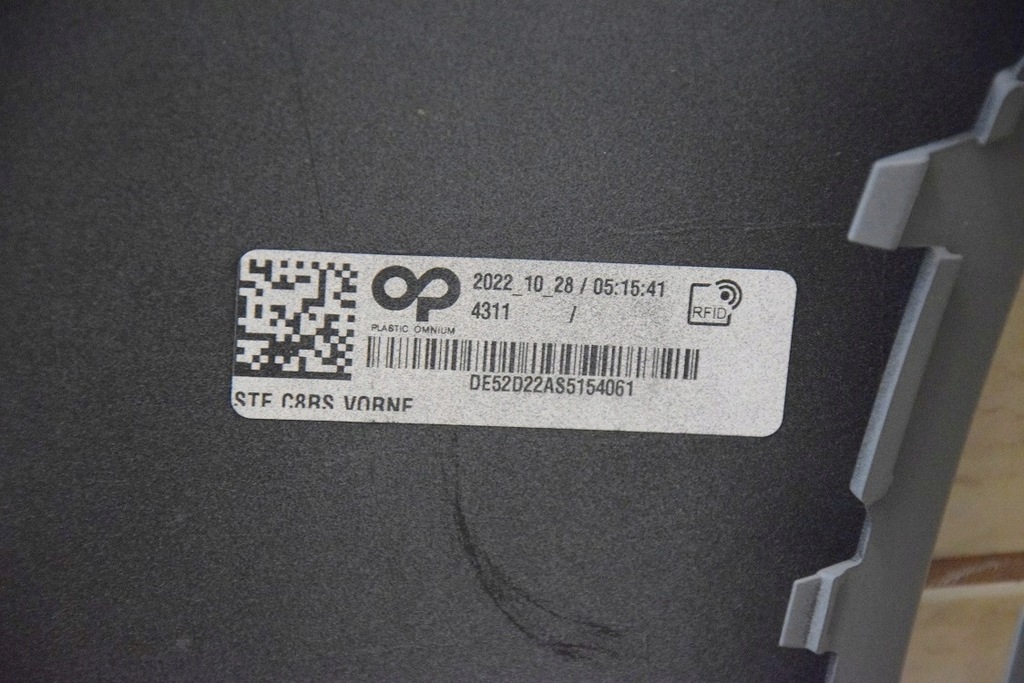 2022_10_28 / 05:15:41
4311 /
RFID
PLASTIC OMNIUM
DE52D22AS5154061
STF C8BS VORNE